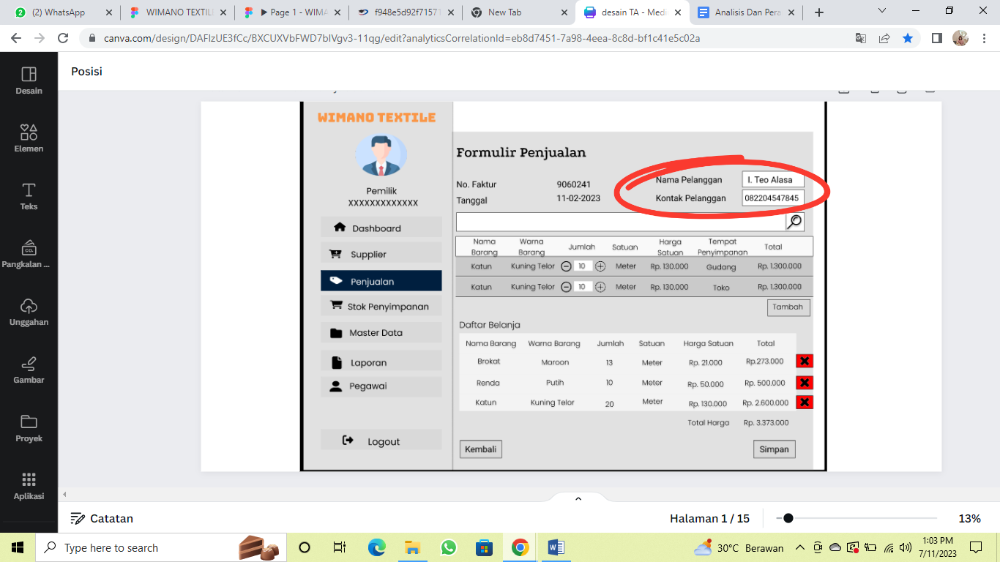 (2) WhatsApp
WIMANO TEXTILE
Page 1 - WIMA
f948e5d92f71571
New Tab
desain TA - Medi
Analisis Dan Pera
canva.com/design/DAFIzUE3fCc/BXCUXVbFWD7bIVgv3-11qg/edit?analyticsCorrelationId=eb8d7451-7a98-4eea-8c8d-bf1c41e5c02a
Posisi
Desain
Elemen
Teks
CO.
Pangkalan ...
Unggahan
Gambar
Proyek
Aplikasi
WIMANO TEXTILE
Pemilik
XXXXXXXXXXXXX
Dashboard
Supplier
Penjualan
Stok Penyimpanan
Master Data
Laporan
Pegawai
Logout
Formulir Penjualan
No. Faktur 9060241
Tanggal 11-02-2023
Nama Pelanggan I. Teo Alasa
Kontak Pelanggan 082204547845
Nama Barang Warna Barang Jumlah Satuan Harga Satuan Tempat Penyimpanan Total
Katun Kuning Telor 10 Meter Rp. 130.000 Gudang Rp. 1.300.000
Katun Kuning Telor 10 Meter Rp. 130.000 Toko Rp. 1.300.000
Tambah
Daftar Belanja
Nama Barang Warna Barang Jumlah Satuan Harga Satuan Total
Brokat Maroon 13 Meter Rp. 21.000 Rp.273.000
Renda Putih 10 Meter Rp. 50.000 Rp. 500.000
Katun Kuning Telor 20 Meter Rp. 130.000 Rp. 2.600.000
Total Harga Rp. 3.373.000
Kembali
Simpan
Catatan
Halaman 1 / 15
13%
Type here to search
30°C Berawan
1:03 PM
7/11/2023